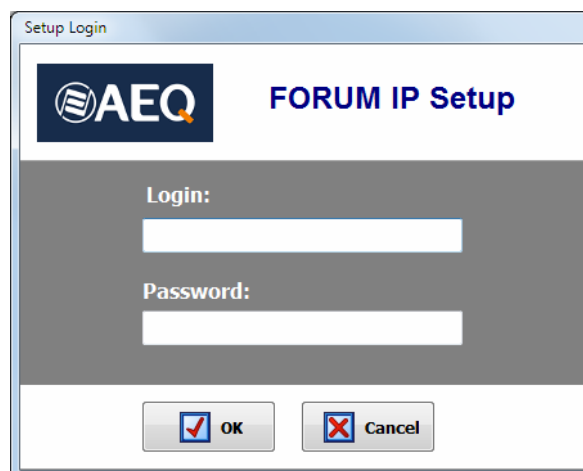 Setup Login
AEQ
FORUM IP Setup
Login:
Password:
OK
Cancel